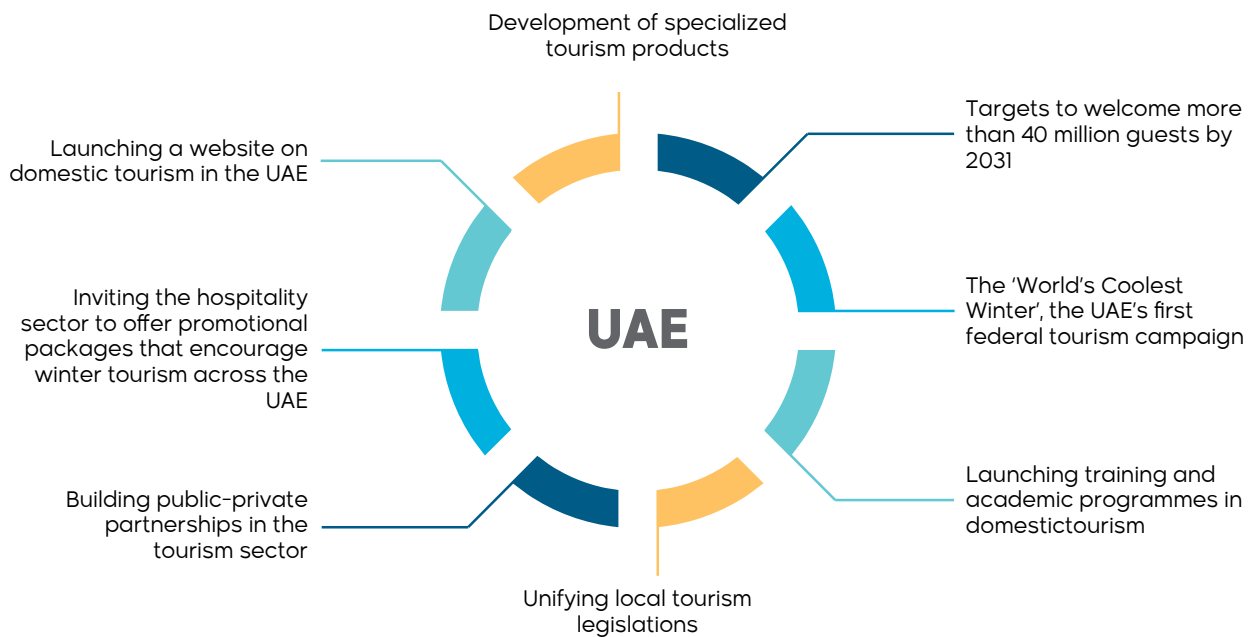 Development of specialized
tourism products
Targets to welcome more
than 40 million guests by
2031
Launching a website on
domestic tourism in the UAE
The ‘World’s Coolest
Winter’, the UAE’s first
federal tourism campaign
Inviting the hospitality
sector to offer promotional
packages that encourage
winter tourism across the
UAE
UAE
Launching training and
academic programmes in
domestictourism
Building public-private
partnerships in the
tourism sector
Unifying local tourism
legislations